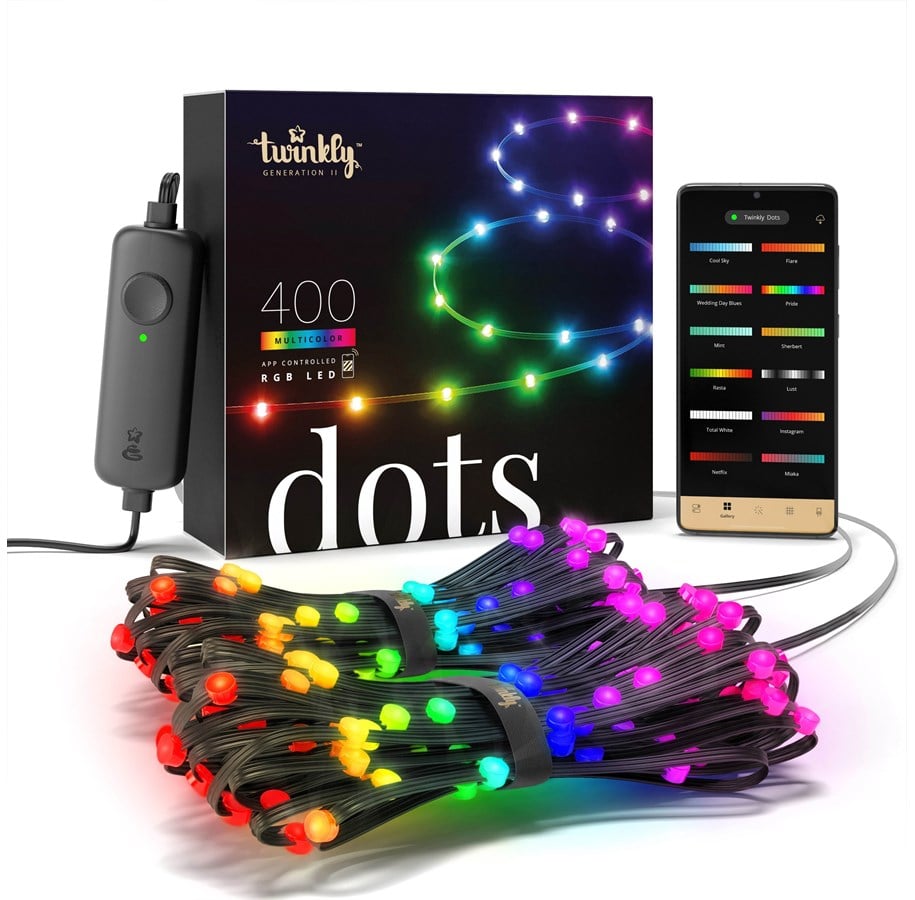 twinkly™
GENERATION II
400
MULTICOLOR
APP CONTROLLED
RGB LED
dots
Twinkly Dots
Cool Sky
Flare
Wedding Day Blues
Pride
Mint
Sherbert
Rasta
Lust
Total White
Instagram
Netflix
Miaka
Gallery